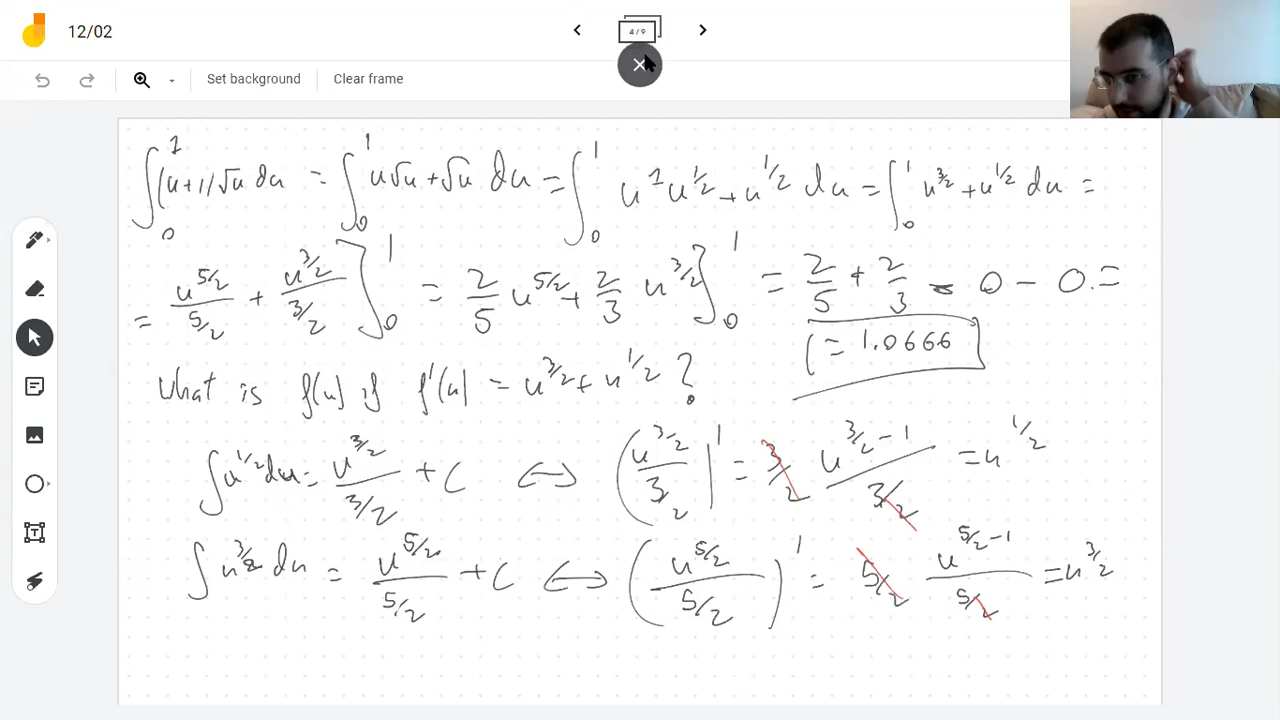 12/02
4/9
Set background Clear frame
∫₀¹ (u+1)√u du = ∫₀¹ u√u + √u du = ∫₀¹ u¹u^{1/2} + u^{1/2} du = ∫₀¹ u^{3/2} + u^{1/2} du =
= u^{5/2}/(5/2) + u^{3/2}/(3/2) ]₀¹ = 2/5 u^{5/2} + 2/3 u^{3/2} ]₀¹ = 2/5 + 2/3 - 0 - 0 =
= 1.0666
What is f(u) if f'(u) = u^{3/2} + u^{1/2} ?
∫ u^{1/2} du = u^{3/2}/(3/2) + C ⟺ (u^{3/2}/(3/2))' = 3/2 u^{3/2-1}/(3/2) = u^{1/2}
∫ u^{3/2} du = u^{5/2}/(5/2) + C ⟺ (u^{5/2}/(5/2))' = 5/2 u^{5/2-1}/(5/2) = u^{3/2}